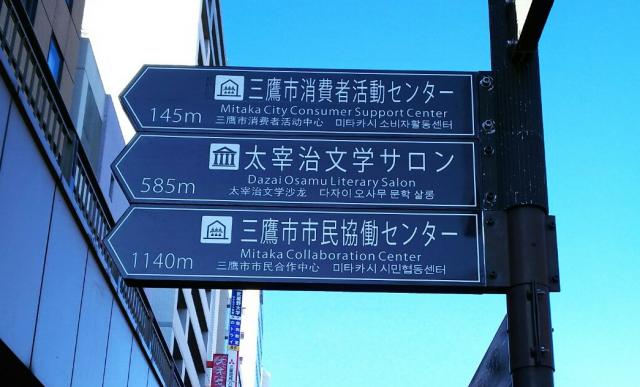 三鷹市消費者活動センター
145m
Mitaka City Consumer Support Center
三鷹市消费者活动中心 미타카시 소비자활동센터
太宰治文学サロン
585m
Dazai Osamu Literary Salon
太宰治文学沙龙 다자이 오사무 문학 살롱
三鷹市市民協働センター
1140m
Mitaka Collaboration Center
三鹰市市民合作中心 미타카시 시민협동센터